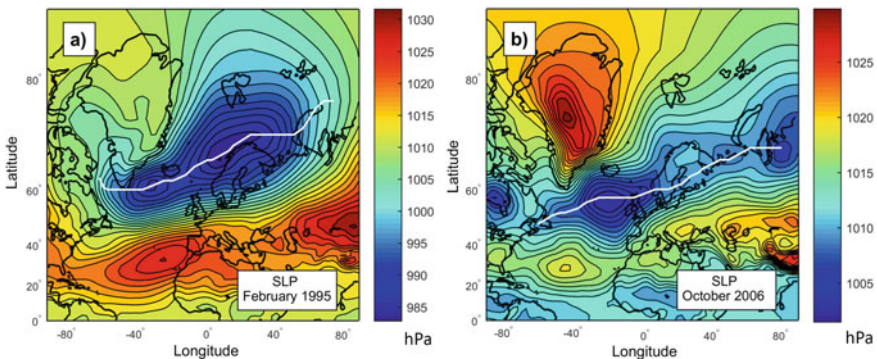 a)
80°
60°
40°
20°
0°
Latitude
-80° -40° 0° 40° 80°
Longitude
SLP
February 1995
1030
1025
1020
1015
1010
1005
1000
995
990
985
hPa
b)
80°
60°
40°
20°
0°
Latitude
-80° -40° -0° 40° 80°
Longitude
SLP
October 2006
1025
1020
1015
1010
1005
hPa